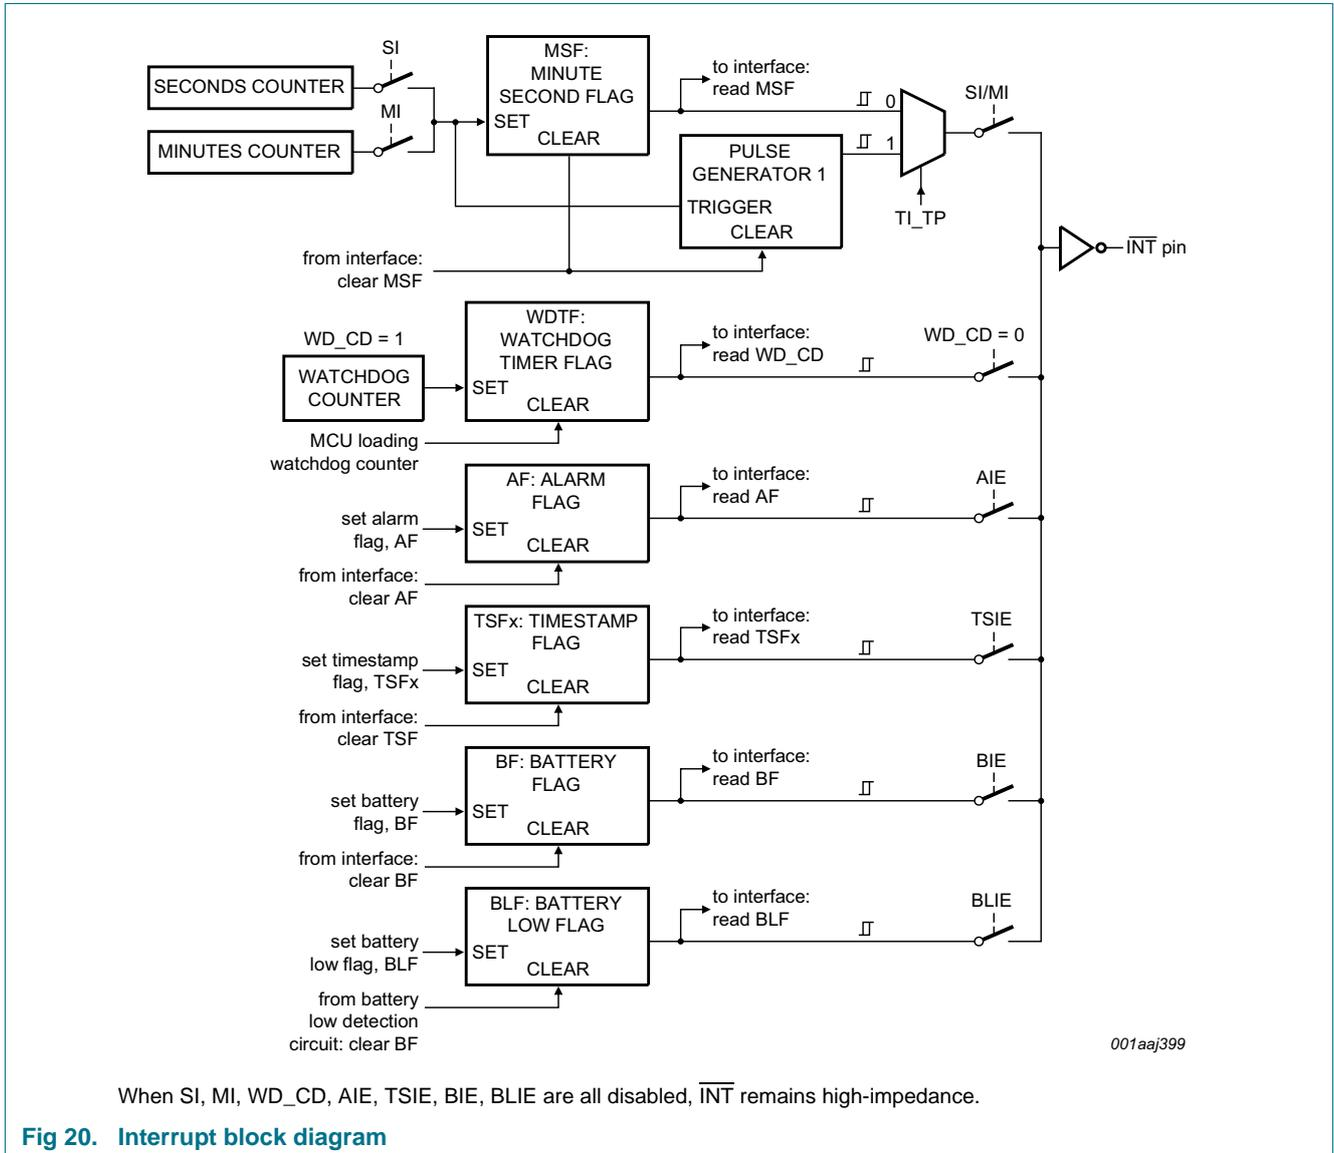 SI
SECONDS COUNTER
MI
MINUTES COUNTER
MSF:
MINUTE
SECOND FLAG
SET
CLEAR
to interface:
read MSF
0
1
SI/MI
PULSE
GENERATOR 1
TRIGGER
CLEAR
TI_TP
INT pin
from interface:
clear MSF
WD_CD = 1
WATCHDOG
COUNTER
WDTF:
WATCHDOG
TIMER FLAG
SET
CLEAR
to interface:
read WD_CD
WD_CD = 0
MCU loading
watchdog counter
AF: ALARM
FLAG
SET
CLEAR
to interface:
read AF
AIE
set alarm
flag, AF
from interface:
clear AF
TSFx: TIMESTAMP
FLAG
SET
CLEAR
to interface:
read TSFx
TSIE
set timestamp
flag, TSFx
from interface:
clear TSF
BF: BATTERY
FLAG
SET
CLEAR
to interface:
read BF
BIE
set battery
flag, BF
from interface:
clear BF
BLF: BATTERY
LOW FLAG
SET
CLEAR
to interface:
read BLF
BLIE
set battery
low flag, BLF
from battery
low detection
circuit: clear BF
001aaj399
When SI, MI, WD_CD, AIE, TSIE, BIE, BLIE are all disabled, INT remains high-impedance.
Fig 20. Interrupt block diagram